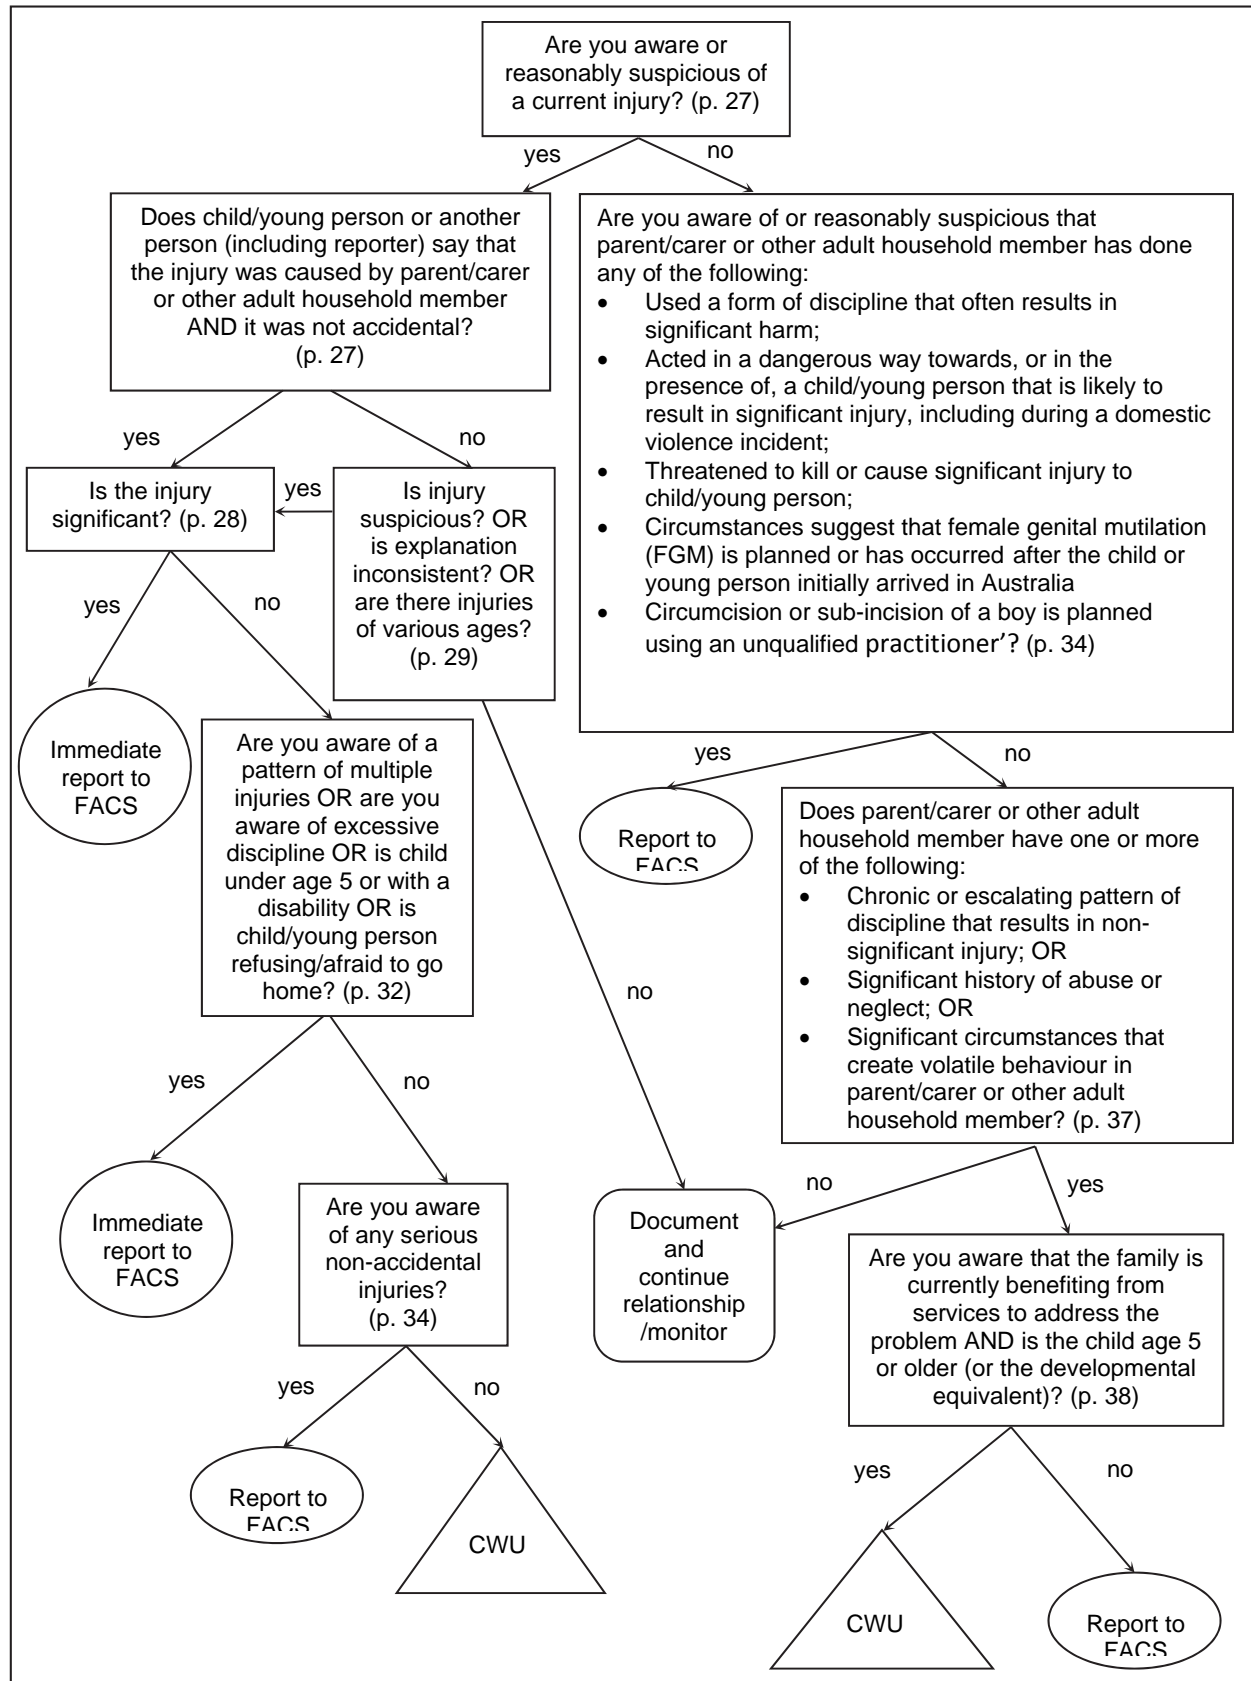 Are you aware or
reasonably suspicious of
a current injury? (p. 27)
yes
no
Does child/young person or another
person (including reporter) say that
the injury was caused by parent/carer
or other adult household member
AND it was not accidental?
(p. 27)
Are you aware of or reasonably suspicious that
parent/carer or other adult household member has done
any of the following:
• Used a form of discipline that often results in
significant harm;
• Acted in a dangerous way towards, or in the
presence of, a child/young person that is likely to
result in significant injury, including during a domestic
violence incident;
• Threatened to kill or cause significant injury to
child/young person;
• Circumstances suggest that female genital mutilation
(FGM) is planned or has occurred after the child or
young person initially arrived in Australia
• Circumcision or sub-incision of a boy is planned
using an unqualified practitioner’? (p. 34)
yes
no
Is the injury
significant? (p. 28)
yes
Is injury
suspicious? OR
is explanation
inconsistent? OR
are there injuries
of various ages?
(p. 29)
yes
no
Immediate
report to
FACS
Are you aware of a
pattern of multiple
injuries OR are you
aware of excessive
discipline OR is child
under age 5 or with a
disability OR is
child/young person
refusing/afraid to go
home? (p. 32)
yes
no
Report to
FACS
Does parent/carer or other adult
household member have one or more
of the following:
• Chronic or escalating pattern of
discipline that results in non-
significant injury; OR
• Significant history of abuse or
neglect; OR
• Significant circumstances that
create volatile behaviour in
parent/carer or other adult
household member? (p. 37)
no
yes
no
Immediate
report to
FACS
Are you aware
of any serious
non-accidental
injuries?
(p. 34)
Document
and
continue
relationship
/monitor
no
yes
Are you aware that the family is
currently benefiting from
services to address the
problem AND is the child age 5
or older (or the developmental
equivalent)? (p. 38)
yes
no
Report to
FACS
CWU
yes
no
CWU
Report to
FACS